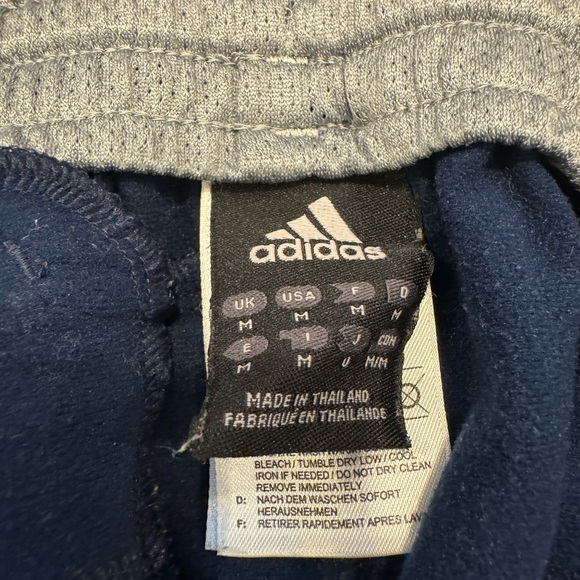 adidas
UK USA F D
M M M M
E I J CDN
M M O M/M
MADE IN THAILAND
FABRIQUÉ EN THAÏLANDE
BLEACH / TUMBLE DRY LOW / COOL
IRON IF NEEDED / DO NOT DRY CLEAN
REMOVE IMMEDIATELY
D: NACH DEM WASCHEN SOFORT
HERAUSNEHMEN
F: RETIRER RAPIDEMENT APRES